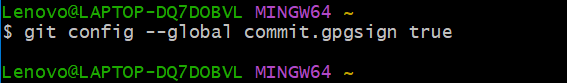 Lenovo@LAPTOP-DQ7DOBVL MINGW64 ~
$ git config --global commit.gpgsign true
Lenovo@LAPTOP-DQ7DOBVL MINGW64 ~